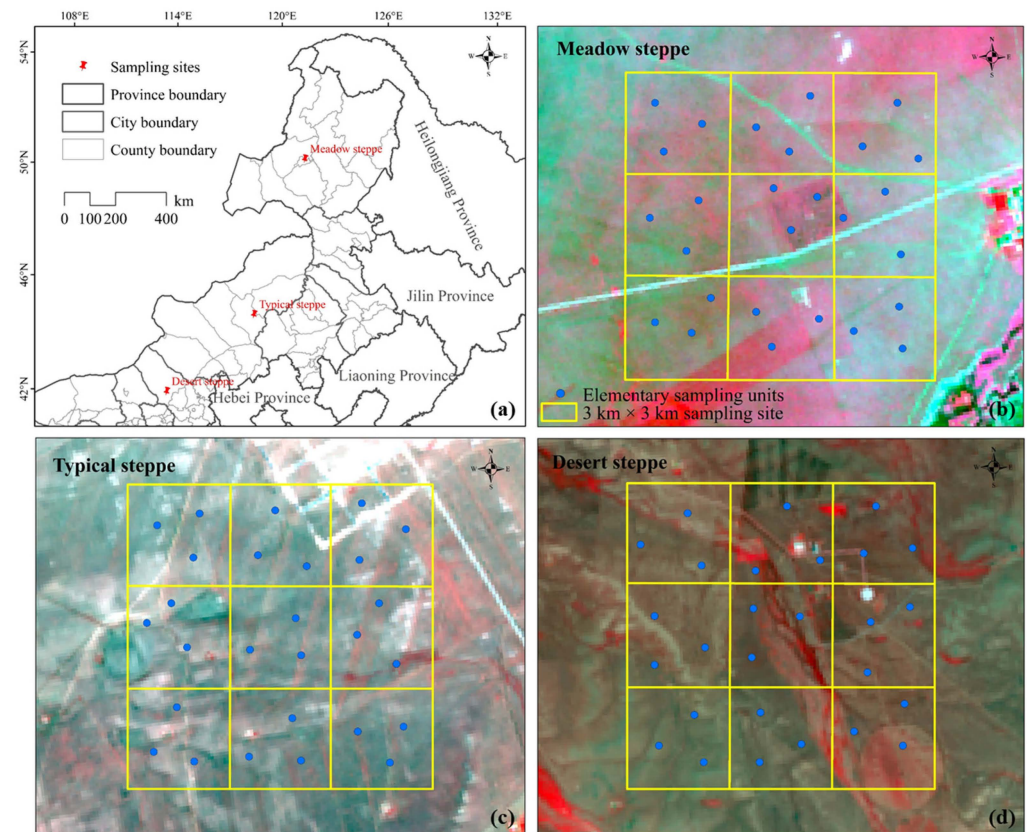 108°E 114°E 120°E 126°E 132°E
54°N
50°N
46°N
42°N
N
W E
S
Sampling sites
Province boundary
City boundary
County boundary
0 100 200 400 km
Meadow steppe
Heilongjiang Province
Typical steppe
Jilin Province
Desert steppe
Liaoning Province
Hebei Province
(a)
Meadow steppe
N
W E
S
Elementary sampling units
3 km × 3 km sampling site
(b)
Typical steppe
N
W E
S
(c)
Desert steppe
N
W E
S
(d)